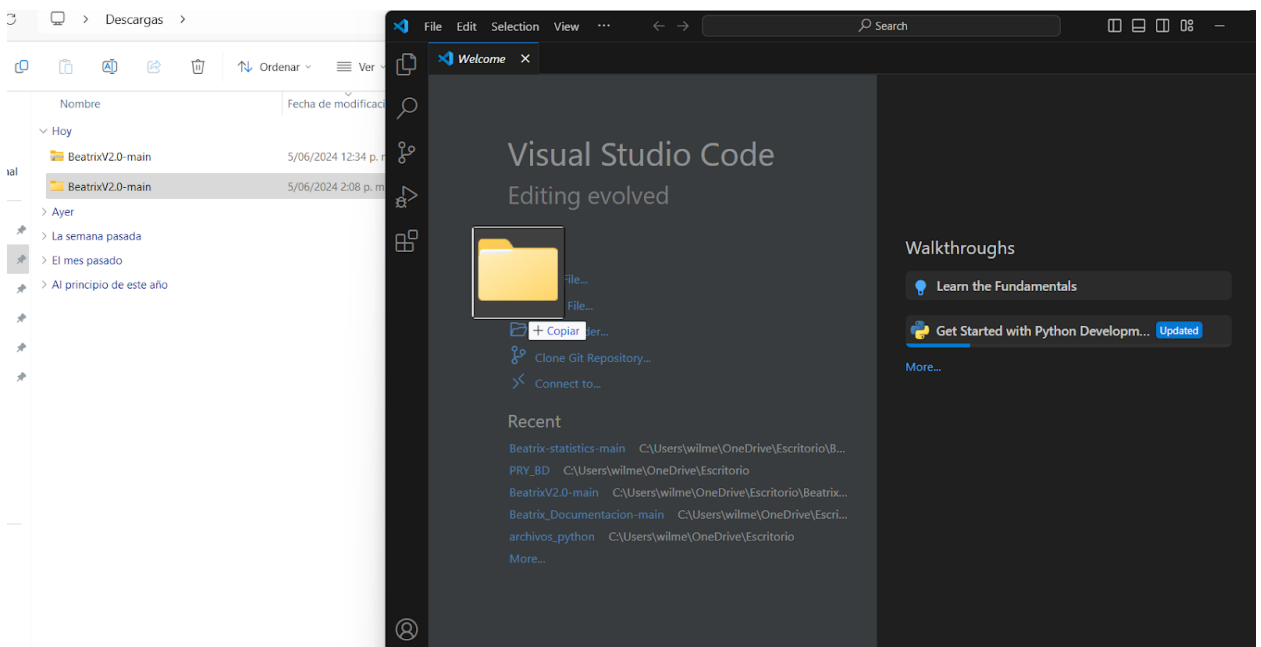 Descargas
Ordenar
Ver
Nombre
Fecha de modificaci
Hoy
BeatrixV2.0-main 5/06/2024 12:34 p. r
BeatrixV2.0-main 5/06/2024 2:08 p. m
Ayer
La semana pasada
El mes pasado
Al principio de este año
File Edit Selection View ··· Search
Welcome
Visual Studio Code
Editing evolved
File...
File...
+ Copiar der...
Clone Git Repository...
Connect to...
Recent
Beatrix-statistics-main C:\Users\wilme\OneDrive\Escritorio\B...
PRY_BD C:\Users\wilme\OneDrive\Escritorio
BeatrixV2.0-main C:\Users\wilme\OneDrive\Escritorio\Beatrix...
Beatrix_Documentacion-main C:\Users\wilme\OneDrive\Escri...
archivos_python C:\Users\wilme\OneDrive\Escritorio
More...
Walkthroughs
Learn the Fundamentals
Get Started with Python Developm... Updated
More...